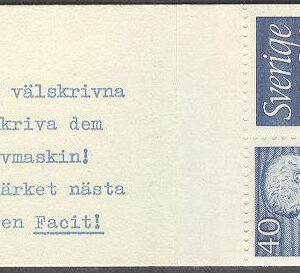 välskrivna
kriva dem
vmaskin!
ärket nästa
en Facit!
Sverige
40